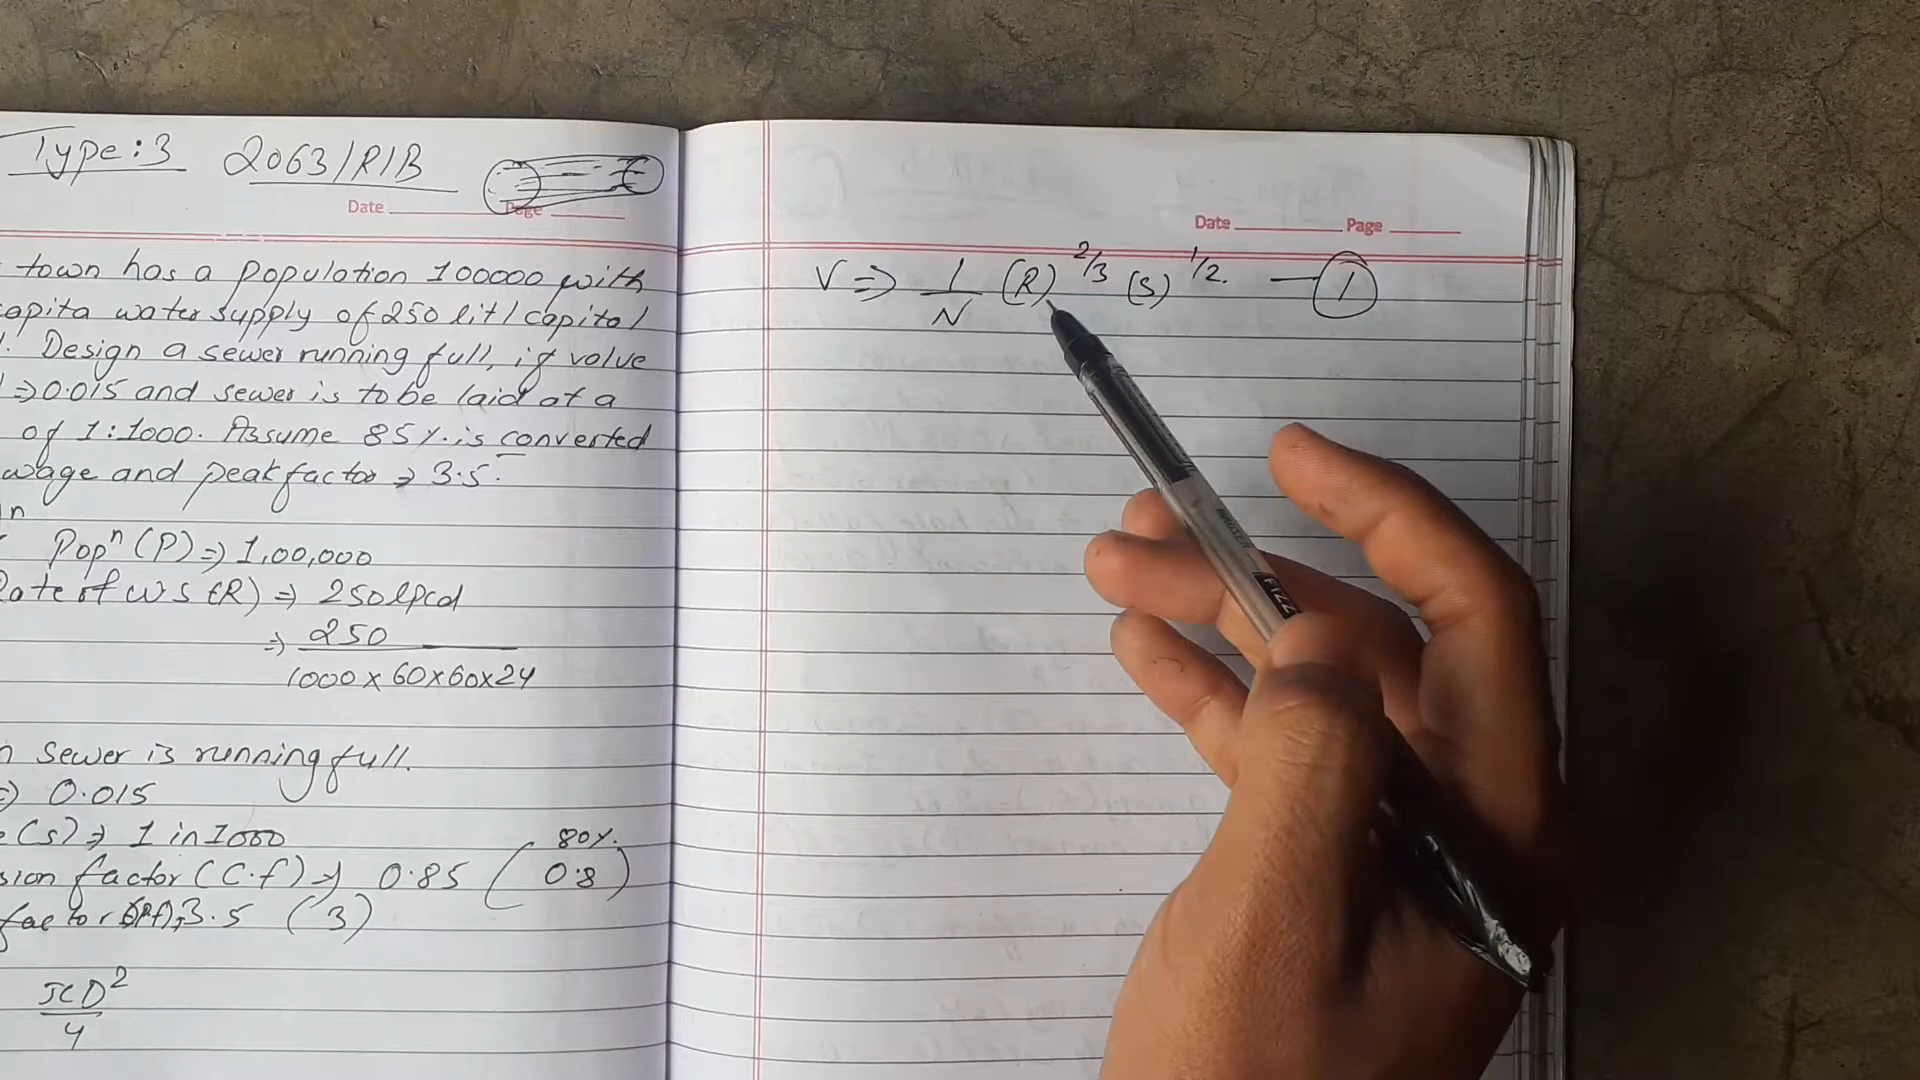 Type:3 2063/R/B
Date Page
town has a population 100000 with
capita water supply of 250 lit/capita/
Design a sewer running full, if value
⇒0.015 and sewer is to be laid at a
of 1:1000. Assume 85%. is converted
wage and peak factor ⇒ 3.5.
Popⁿ (P) ⇒ 1,00,000
Rate of WS (R) ⇒ 250 lpcd
⇒ 250
1000 x 60x60x24
n sewer is running full.
⇒ 0.015
e(s) ⇒ 1 in 1000
80%.
sion factor (C.f) ⇒ 0.85 (0.8)
factor (Pf) ⇒ 3.5 (3)
πD²
4
Date Page
V ⇒ 1/N (R)^2/3 (S)^1/2. — 1
HAUSER
FIZZ